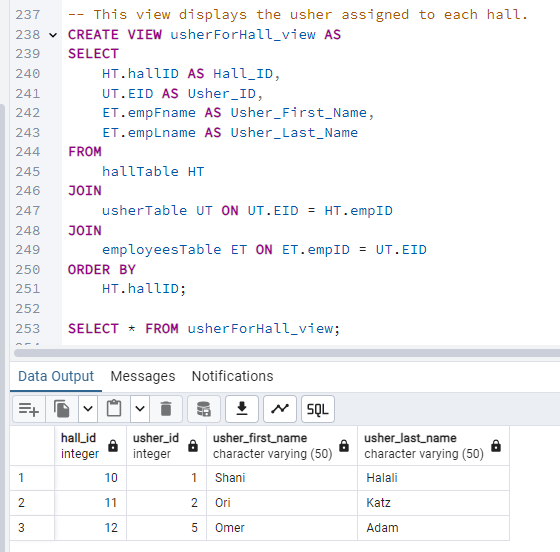 237 -- This view displays the usher assigned to each hall.
238 CREATE VIEW usherForHall_view AS
239 SELECT
240 HT.hallID AS Hall_ID,
241 UT.EID AS Usher_ID,
242 ET.empFname AS Usher_First_Name,
243 ET.empLname AS Usher_Last_Name
244 FROM
245 hallTable HT
246 JOIN
247 usherTable UT ON UT.EID = HT.empID
248 JOIN
249 employeesTable ET ON ET.empID = UT.EID
250 ORDER BY
251 HT.hallID;
252
253 SELECT * FROM usherForHall_view;
Data Output Messages Notifications
SQL
hall_id usher_id usher_first_name usher_last_name
integer integer character varying (50) character varying (50)
1 10 1 Shani Halali
2 11 2 Ori Katz
3 12 5 Omer Adam